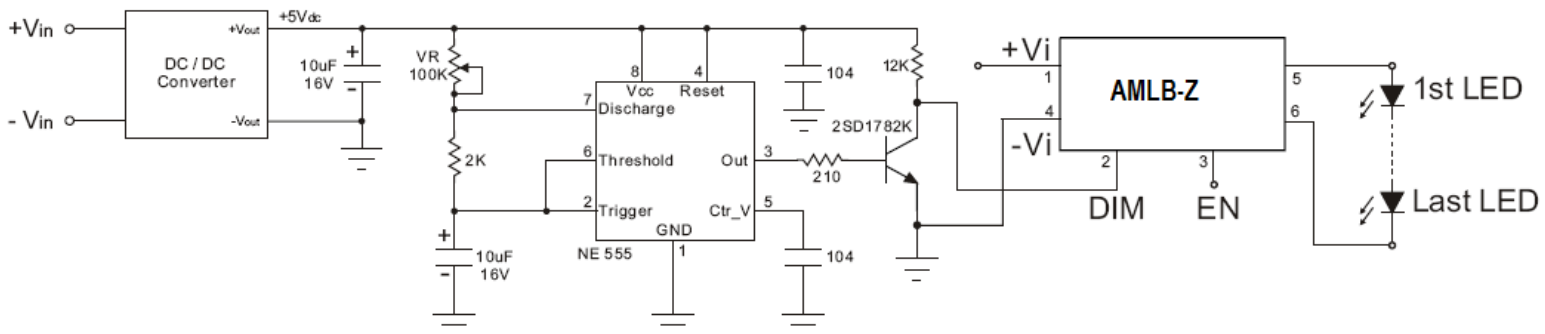 +Vin
- Vin
DC / DC
Converter
+Vout
-Vout
+5Vdc
+
10uF
16V
-
VR
100K
2K
+
10uF
16V
-
8
4
Vcc
Reset
7
Discharge
6
Threshold
2
Trigger
Out
3
Ctr_V
5
GND
1
NE 555
104
104
210
12K
2SD1782K
+Vi
1
4
-Vi
AMLB-Z
2
3
DIM
EN
5
6
1st LED
Last LED